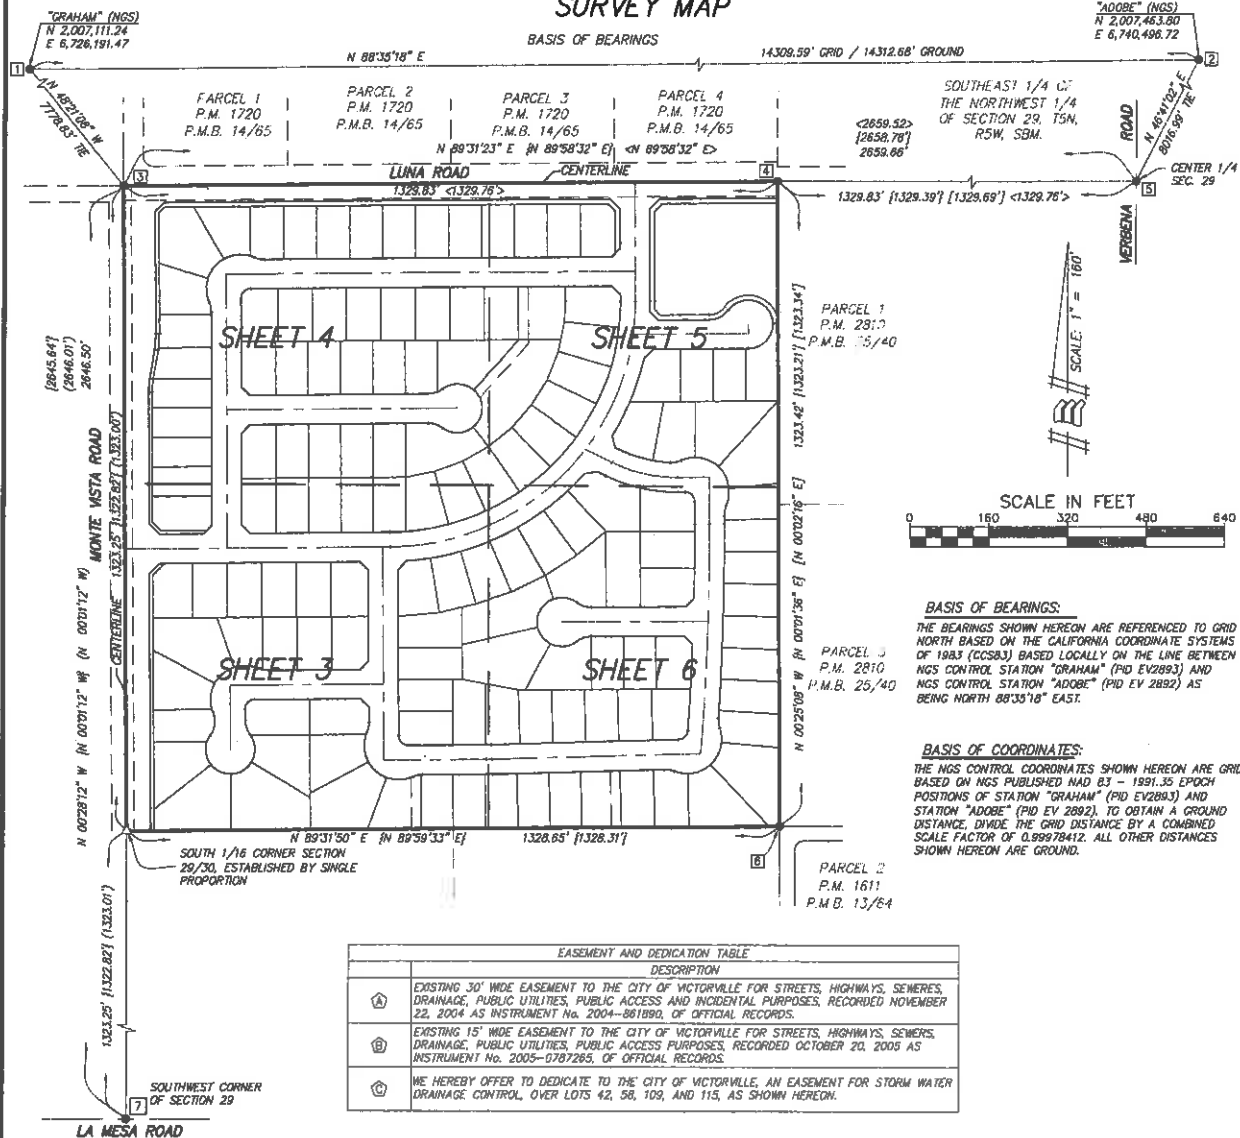 SURVEY MAP
"GRAHAM" (NGS)
N 2,007,111.24
E 6,726,191.47
"ADOBE" (NGS)
N 2,007,463.80
E 6,740,496.72
BASIS OF BEARINGS
N 88°35'18" E
14309.59' GRID / 14312.68' GROUND
1
2
N 48°21'08" W
7778.83' TIE
N 46°41'02" E
8016.99' TIE
PARCEL 1
P.M. 1720
P.M.B. 14/65
PARCEL 2
P.M. 1720
P.M.B. 14/65
PARCEL 3
P.M. 1720
P.M.B. 14/65
PARCEL 4
P.M. 1720
P.M.B. 14/65
SOUTHEAST 1/4 OF
THE NORTHWEST 1/4
OF SECTION 29, T5N,
R5W, SBM.
<2659.52>
[2658.78']
2659.66'
N 89°31'23" E [N 89°58'32" E] <N 89°58'32" E>
LUNA ROAD
CENTERLINE
1329.83' <1329.76'>
3
4
1329.83' {1329.39'} [1329.69'] <1329.76'>
CENTER 1/4
SEC. 29
5
VERBENA ROAD
SHEET 4
SHEET 5
SHEET 3
SHEET 6
[2645.64']
(2646.01')
2646.50'
MONTE VISTA ROAD
CENTERLINE 1323.25' [1322.82'] (1323.00')
N 00°28'12" W [N 00°01'12" W] (N 00°01'12" W)
1323.42' [1323.21'] {1323.34'}
N 00°25'08" W [N 00°01'36" E] {N 00°02'16" E}
PARCEL 1
P.M. 2810
P.M.B. 25/40
PARCEL 3
P.M. 2810
P.M.B. 25/40
SCALE: 1" = 160'
SCALE IN FEET
0 160 320 480 640
BASIS OF BEARINGS:
THE BEARINGS SHOWN HEREON ARE REFERENCED TO GRID
NORTH BASED ON THE CALIFORNIA COORDINATE SYSTEMS
OF 1983 (CCS83) BASED LOCALLY ON THE LINE BETWEEN
NGS CONTROL STATION "GRAHAM" (PID EV2893) AND
NGS CONTROL STATION "ADOBE" (PID EV 2892) AS
BEING NORTH 88°35'18" EAST.
BASIS OF COORDINATES:
THE NGS CONTROL COORDINATES SHOWN HEREON ARE GRID
BASED ON NGS PUBLISHED NAD 83 - 1991.35 EPOCH
POSITIONS OF STATION "GRAHAM" (PID EV2893) AND
STATION "ADOBE" (PID EV 2892). TO OBTAIN A GROUND
DISTANCE, DIVIDE THE GRID DISTANCE BY A COMBINED
SCALE FACTOR OF 0.99978412. ALL OTHER DISTANCES
SHOWN HEREON ARE GROUND.
N 89°31'50" E [N 89°59'33" E] 1328.65' [1328.31']
SOUTH 1/16 CORNER SECTION
29/30, ESTABLISHED BY SINGLE
PROPORTION
6
PARCEL 2
P.M. 1611
P.M.B. 13/64
1323.25' [1322.82'] (1323.01')
SOUTHWEST CORNER
OF SECTION 29
7
LA MESA ROAD
EASEMENT AND DEDICATION TABLE
DESCRIPTION
A
EXISTING 30' WIDE EASEMENT TO THE CITY OF VICTORVILLE FOR STREETS, HIGHWAYS, SEWERES,
DRAINAGE, PUBLIC UTILITIES, PUBLIC ACCESS AND INCIDENTAL PURPOSES, RECORDED NOVEMBER
22, 2004 AS INSTRUMENT No. 2004-861890, OF OFFICIAL RECORDS.
B
EXISTING 15' WIDE EASEMENT TO THE CITY OF VICTORVILLE FOR STREETS, HIGHWAYS, SEWERS,
DRAINAGE, PUBLIC UTILITIES, PUBLIC ACCESS PURPOSES, RECORDED OCTOBER 20, 2005 AS
INSTRUMENT No. 2005-0787265, OF OFFICIAL RECORDS.
C
WE HEREBY OFFER TO DEDICATE TO THE CITY OF VICTORVILLE, AN EASEMENT FOR STORM WATER
DRAINAGE CONTROL, OVER LOTS 42, 58, 109, AND 115, AS SHOWN HEREON.